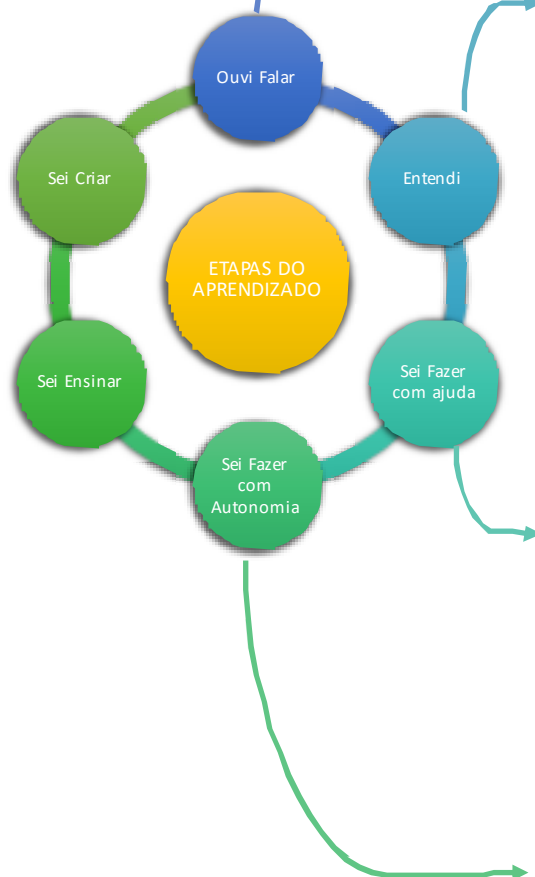 Ouvi Falar
Sei Criar
Entendi
ETAPAS DO
APRENDIZADO
Sei Ensinar
Sei Fazer
com ajuda
Sei Fazer
com
Autonomia